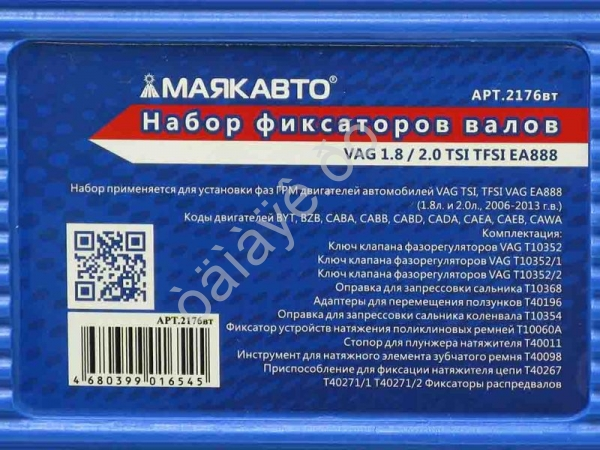 МАЯКАВТО®
АРТ.2176вт
Набор фиксаторов валов
VAG 1.8 / 2.0 TSI TFSI EA888
Набор применяется для установки фаз ГРМ двигателей автомобилей VAG TSI, TFSI VAG EA888
(1.8л. и 2.0л., 2006-2013 г.в.)
Коды двигателей BYT, BZB, CABA, CABB, CABD, CADA, CAEA, CAEB, CAWA
Комплектация:
Ключ клапана фазорегуляторов VAG T10352
Ключ клапана фазорегуляторов VAG T10352/1
Ключ клапана фазорегуляторов VAG T10352/2
Оправка для запрессовки сальника T10368
Адаптеры для перемещения ползунков T40196
Оправка для запрессовки сальника коленвала T10354
Фиксатор устройств натяжения поликлиновых ремней T10060A
Стопор для плунжера натяжителя T40011
Инструмент для натяжного элемента зубчатого ремня T40098
Приспособление для фиксации натяжителя цепи T40267
T40271/1 T40271/2 Фиксаторы распредвалов
АРТ.2176вт
4 680399 016545